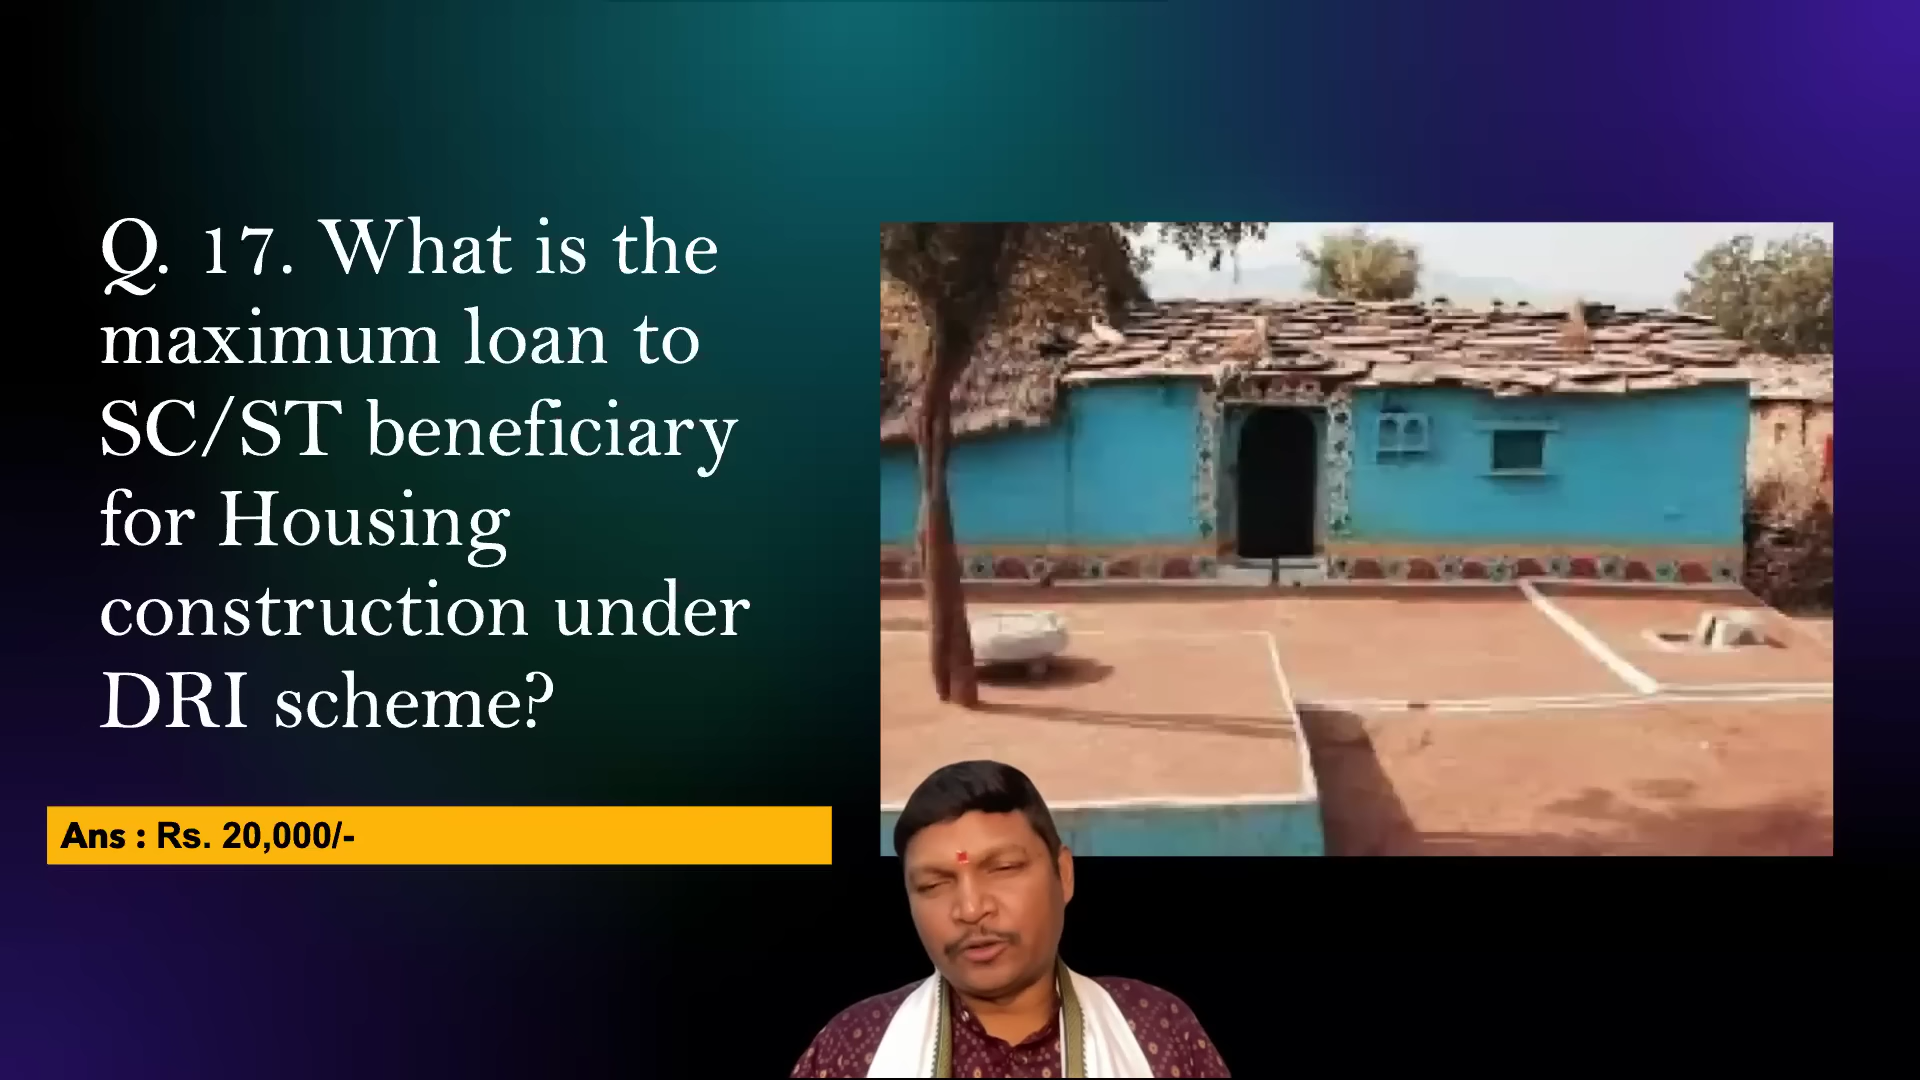 Q. 17. What is the
maximum loan to
SC/ST beneficiary
for Housing
construction under
DRI scheme?
Ans : Rs. 20,000/-